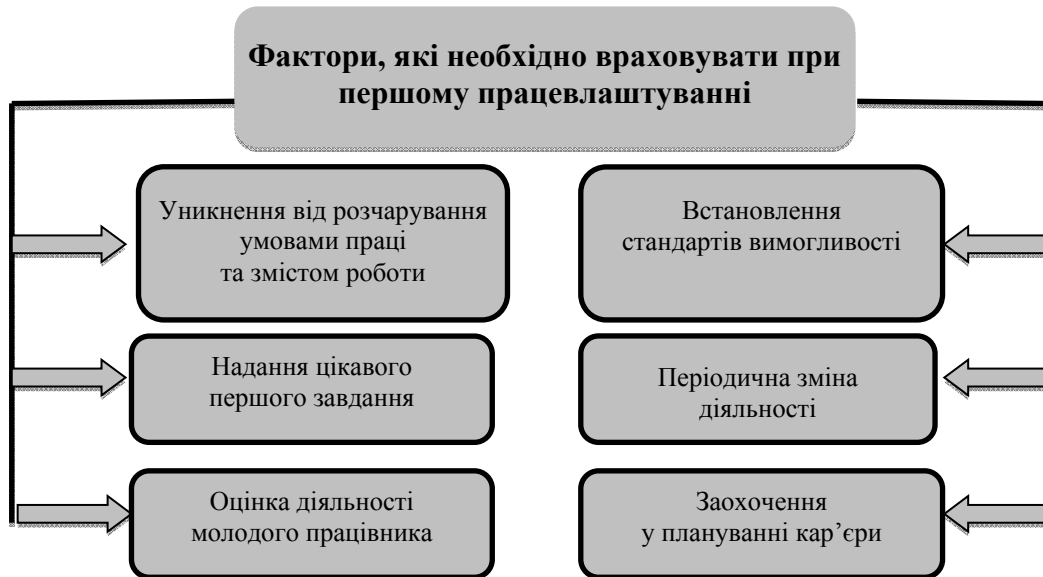 Фактори, які необхідно враховувати при
першому працевлаштуванні
Уникнення від розчарування
умовами праці
та змістом роботи
Встановлення
стандартів вимогливості
Надання цікавого
першого завдання
Періодична зміна
діяльності
Оцінка діяльності
молодого працівника
Заохочення
у плануванні кар’єри